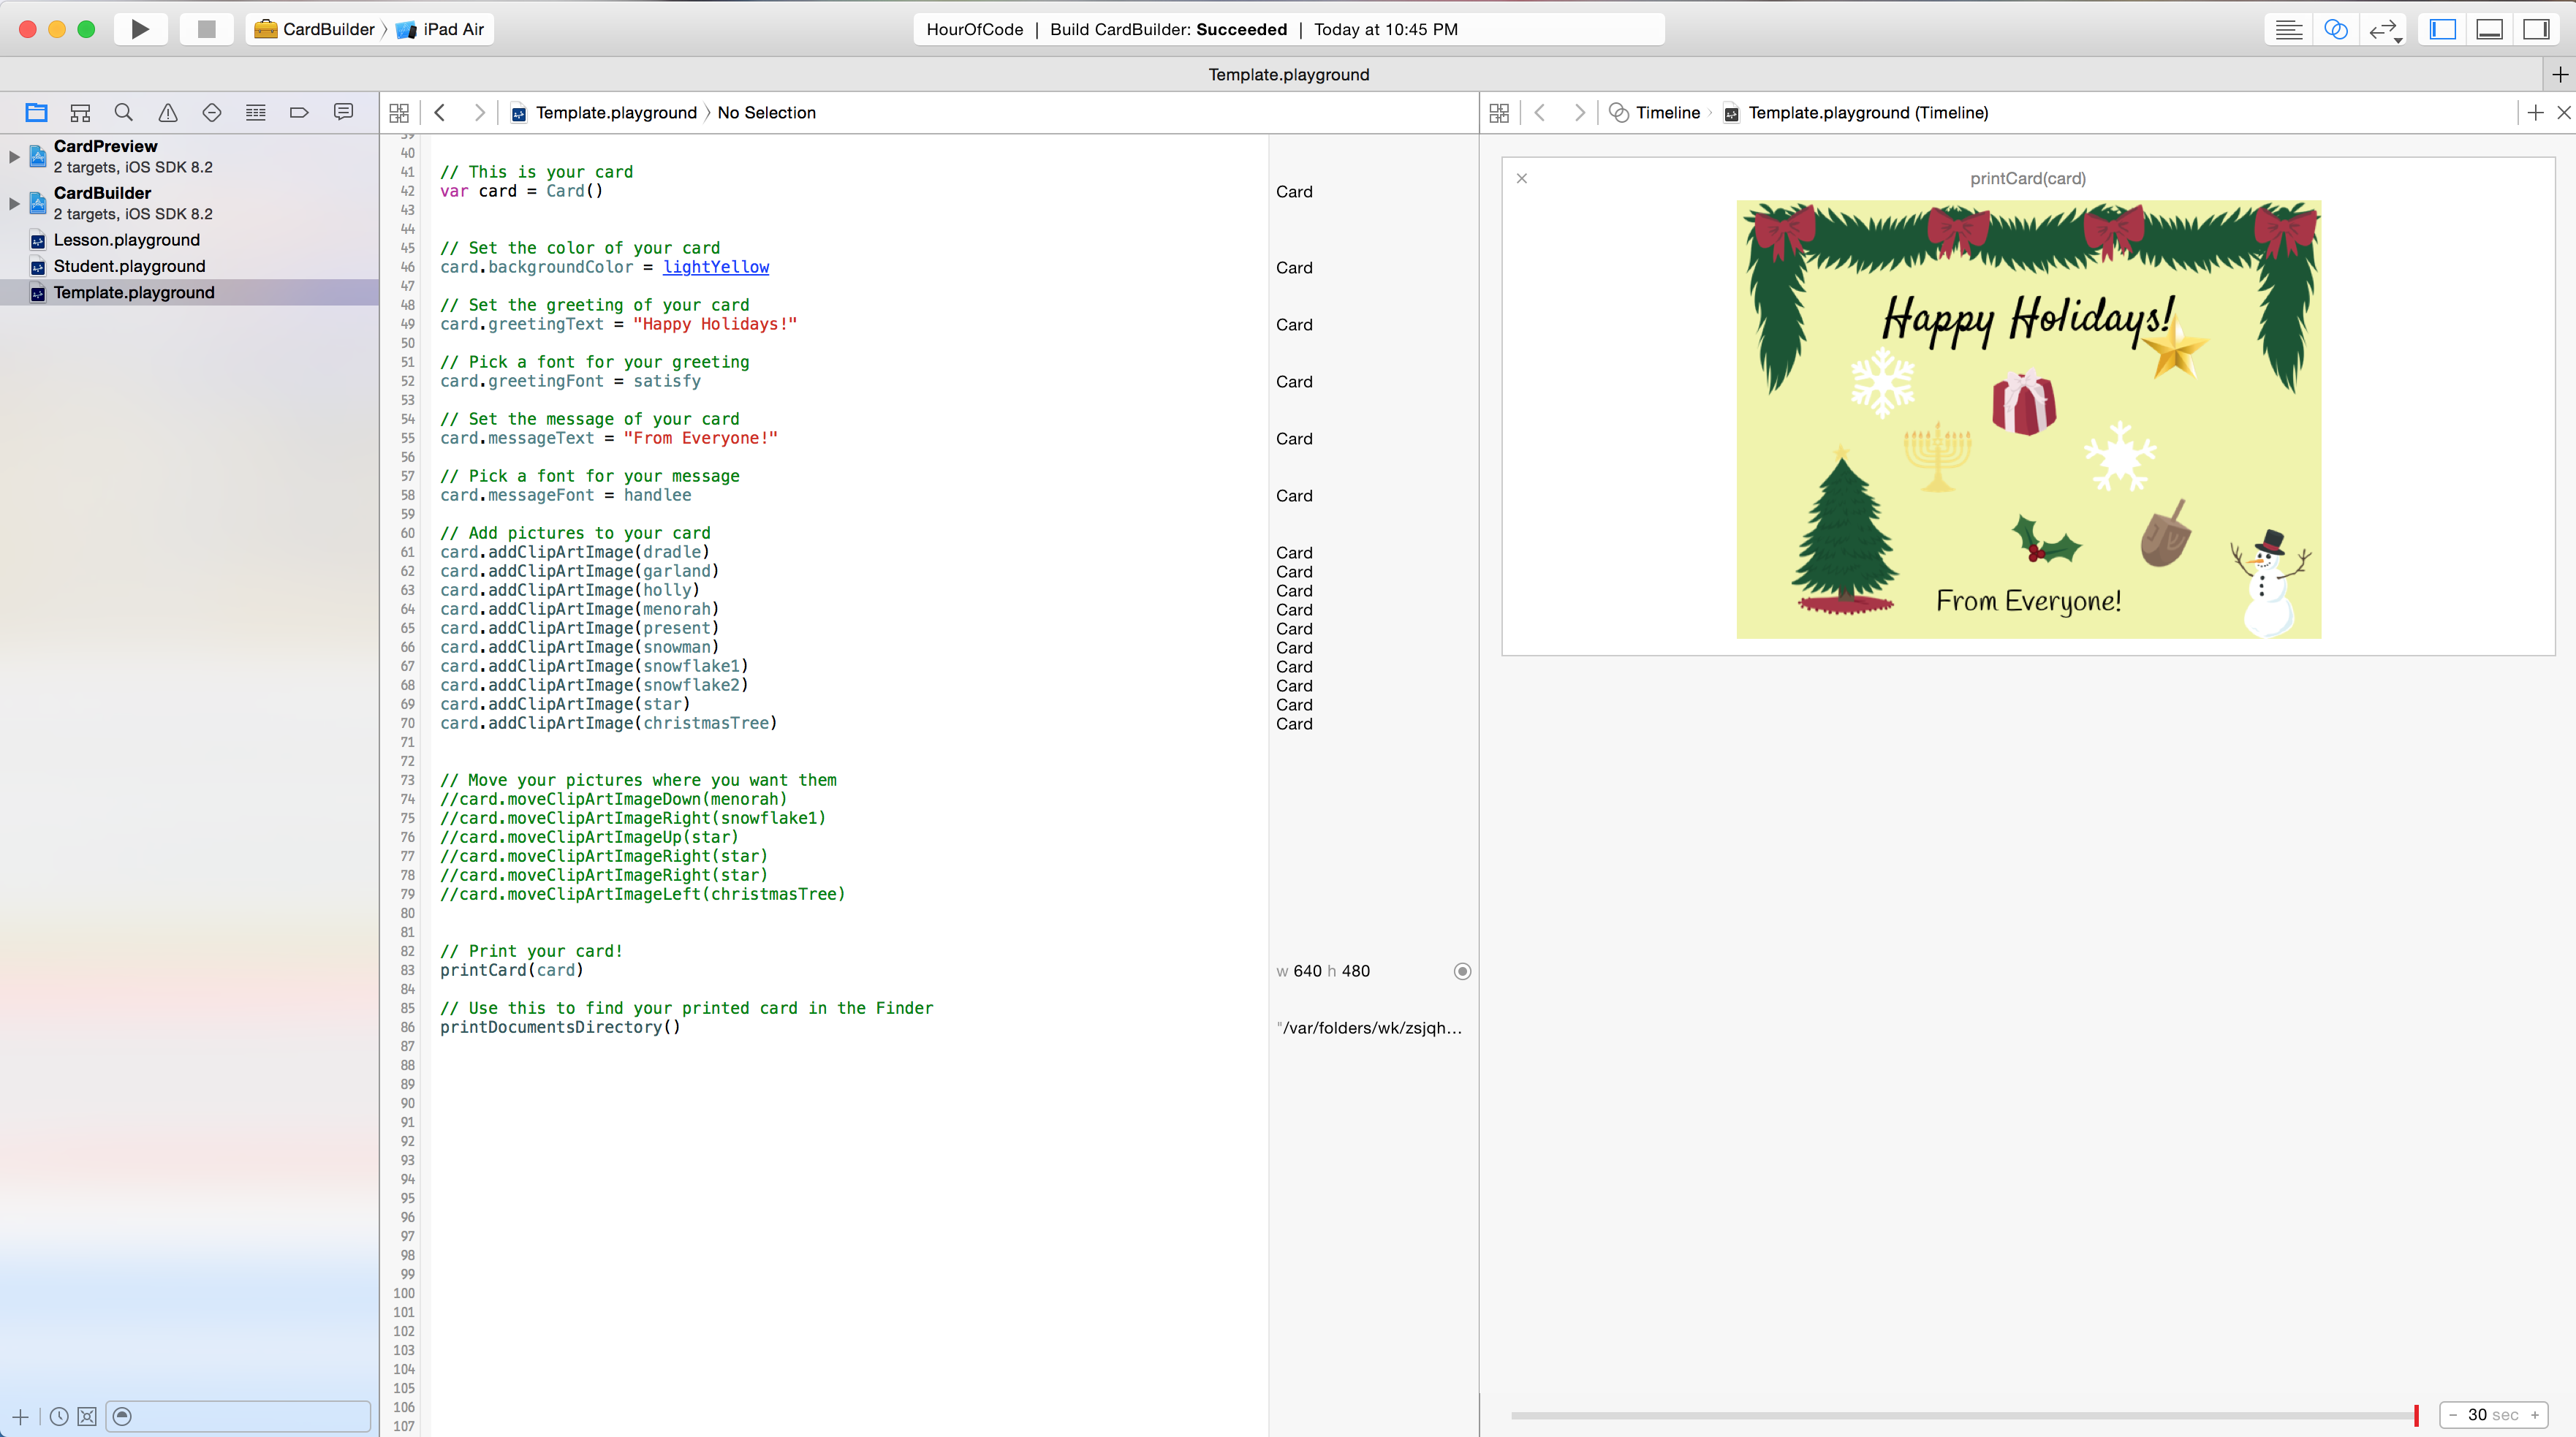 CardBuilder
iPad Air
HourOfCode | Build CardBuilder: Succeeded | Today at 10:45 PM
Template.playground
CardPreview
2 targets, iOS SDK 8.2
CardBuilder
2 targets, iOS SDK 8.2
Lesson.playground
Student.playground
Template.playground
Template.playground
No Selection
39
40
41 // This is your card
42 var card = Card() Card
43
44
45 // Set the color of your card
46 card.backgroundColor = lightYellow Card
47
48 // Set the greeting of your card
49 card.greetingText = "Happy Holidays!" Card
50
51 // Pick a font for your greeting
52 card.greetingFont = satisfy Card
53
54 // Set the message of your card
55 card.messageText = "From Everyone!" Card
56
57 // Pick a font for your message
58 card.messageFont = handlee Card
59
60 // Add pictures to your card
61 card.addClipArtImage(dradle) Card
62 card.addClipArtImage(garland) Card
63 card.addClipArtImage(holly) Card
64 card.addClipArtImage(menorah) Card
65 card.addClipArtImage(present) Card
66 card.addClipArtImage(snowman) Card
67 card.addClipArtImage(snowflake1) Card
68 card.addClipArtImage(snowflake2) Card
69 card.addClipArtImage(star) Card
70 card.addClipArtImage(christmasTree) Card
71
72
73 // Move your pictures where you want them
74 //card.moveClipArtImageDown(menorah)
75 //card.moveClipArtImageRight(snowflake1)
76 //card.moveClipArtImageUp(star)
77 //card.moveClipArtImageRight(star)
78 //card.moveClipArtImageRight(star)
79 //card.moveClipArtImageLeft(christmasTree)
80
81
82 // Print your card!
83 printCard(card) w 640 h 480
84
85 // Use this to find your printed card in the Finder
86 printDocumentsDirectory() "/var/folders/wk/zsjqh...
87
88
89
90
91
92
93
94
95
96
97
98
99
100
101
102
103
104
105
106
107
Timeline
Template.playground (Timeline)
printCard(card)
Happy Holidays!
From Everyone!
− 30 sec +